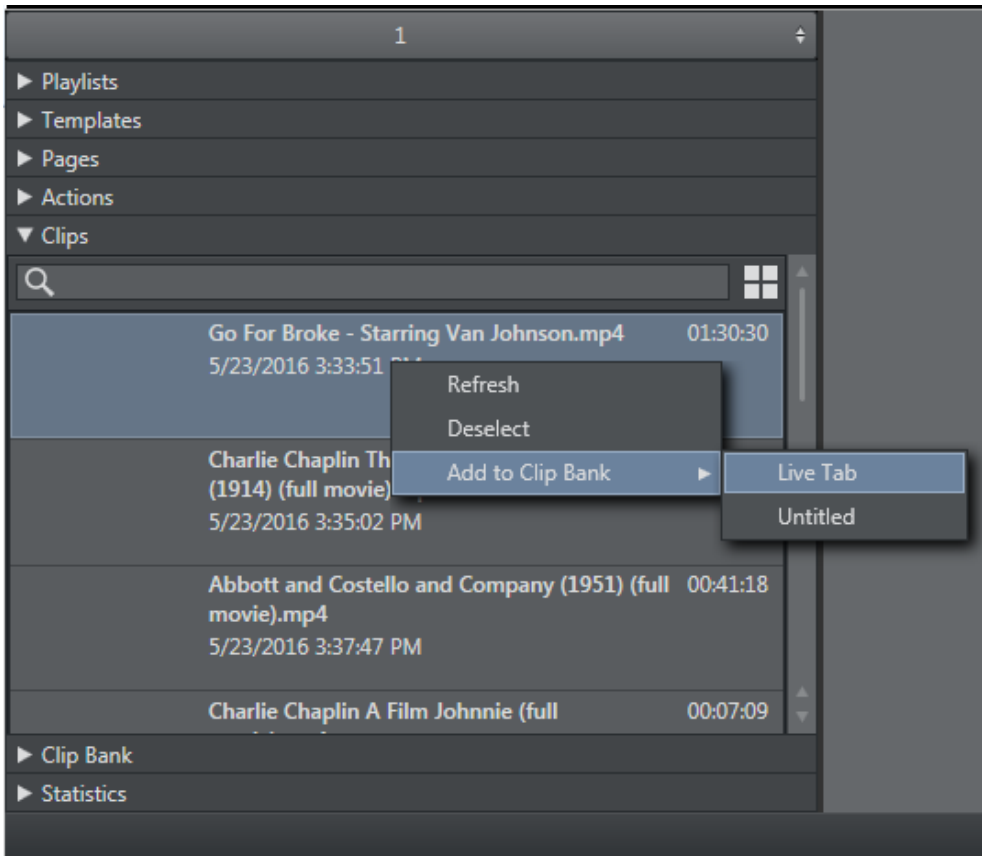 1
Playlists
Templates
Pages
Actions
Clips
Go For Broke - Starring Van Johnson.mp4 01:30:30
5/23/2016 3:33:51
Refresh
Deselect
Add to Clip Bank
Live Tab
Untitled
Charlie Chaplin Th
(1914) (full movie)
5/23/2016 3:35:02 PM
Abbott and Costello and Company (1951) (full 00:41:18
movie).mp4
5/23/2016 3:37:47 PM
Charlie Chaplin A Film Johnnie (full 00:07:09
Clip Bank
Statistics